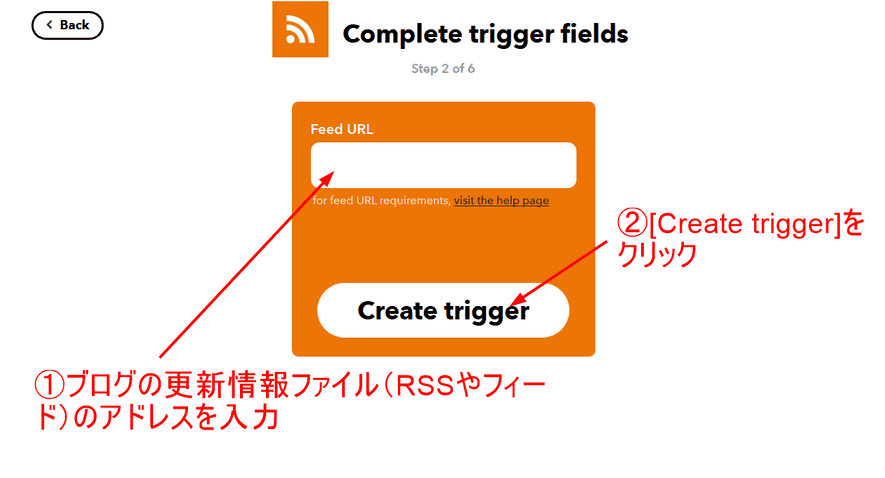 Back
Complete trigger fields
Step 2 of 6
Feed URL
for feed URL requirements, visit the help page
②[Create trigger]を
クリック
Create trigger
①ブログの更新情報ファイル（RSSやフィー
ド）のアドレスを入力